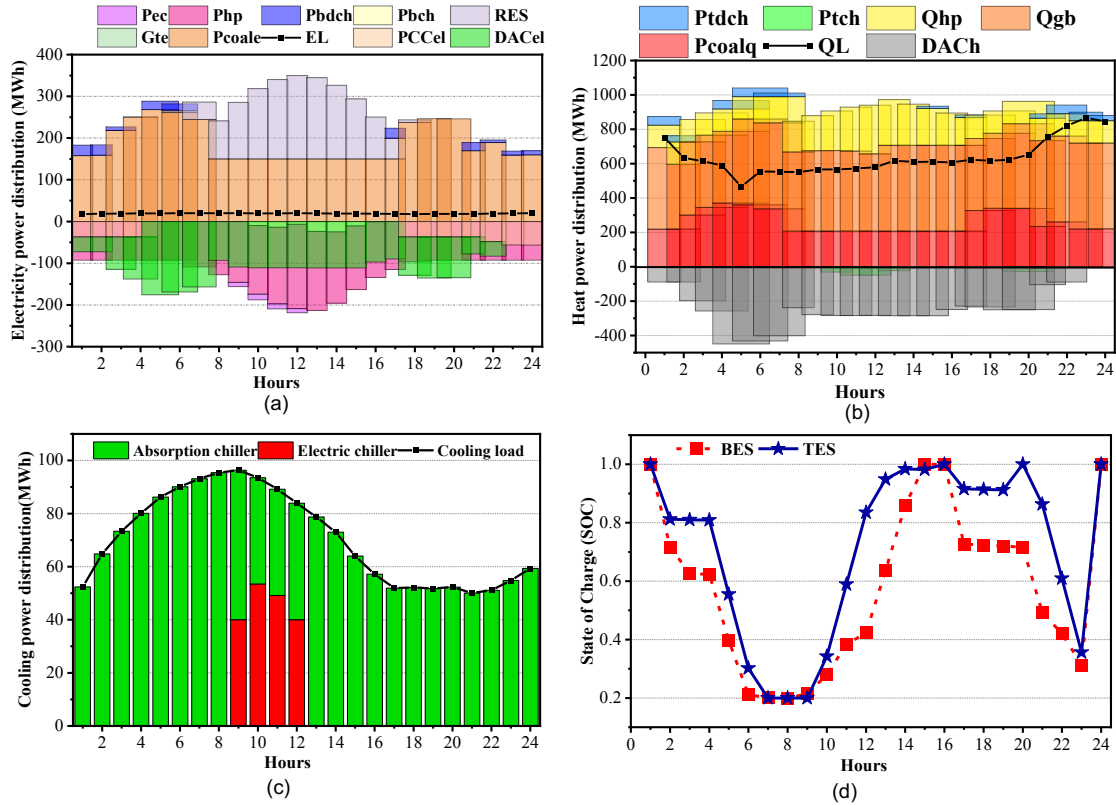 Pec Php Pbdch Pbch RES
Gte Pcoale EL PCCel DACel
Electricity power distribution (MWh)
400
300
200
100
0
-100
-200
-300
2 4 6 8 10 12 14 16 18 20 22 24
Hours
(a)
Ptdch Ptch Qhp Qgb
Pcoalq QL DACh
Heat power distribution (MWh)
1200
1000
800
600
400
200
0
-200
-400
0 2 4 6 8 10 12 14 16 18 20 22 24
Hours
(b)
Absorption chiller Electric chiller Cooling load
Cooling power distribution(MWh)
100
80
60
40
20
0
2 4 6 8 10 12 14 16 18 20 22 24
Hours
(c)
BES TES
State of Charge (SOC)
1.0
0.8
0.6
0.4
0.2
0 2 4 6 8 10 12 14 16 18 20 22 24
Hours
(d)